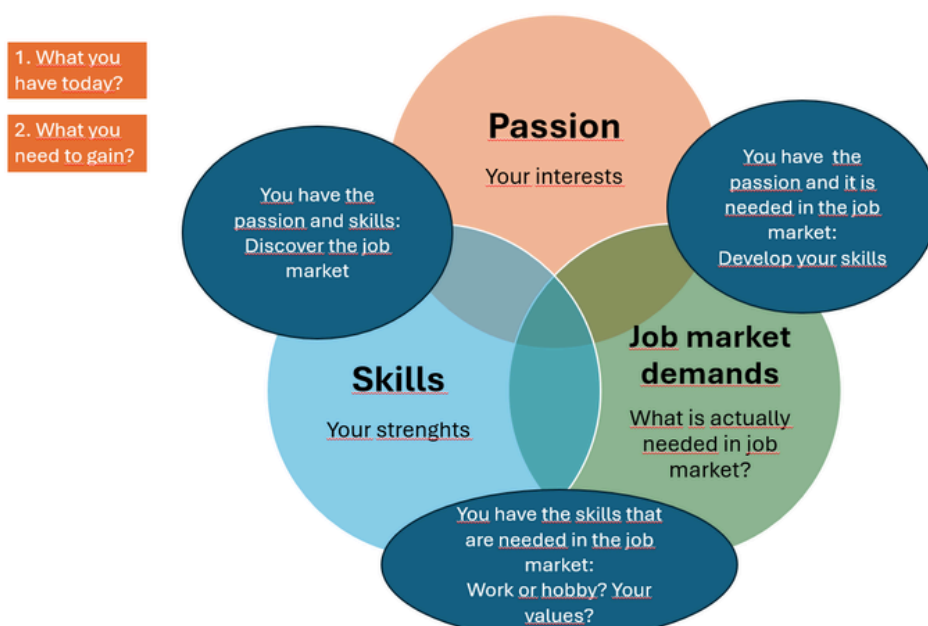 1. What you
have today?
2. What you
need to gain?
Passion
Your interests
You have the
passion and skills:
Discover the job
market
You have  the
passion and it is
needed in the job
market:
Develop your skills
Skills
Your strenghts
Job market
demands
What is actually
needed in job
market?
You have the skills that
are needed in the job
market:
Work or hobby? Your
values?